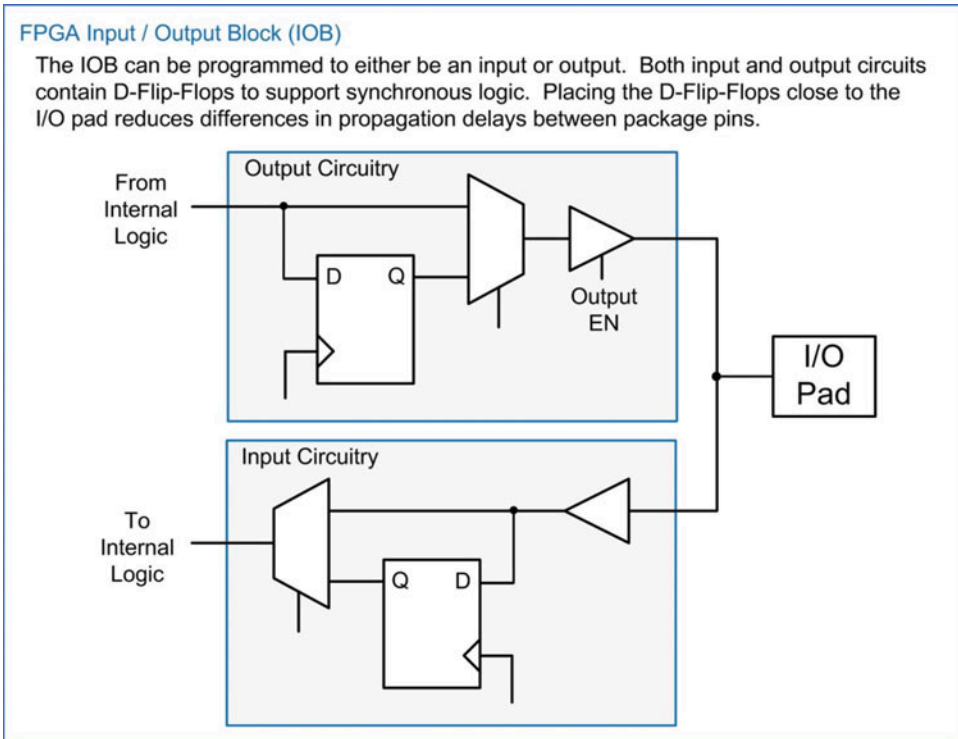 FPGA Input / Output Block (IOB)
The IOB can be programmed to either be an input or output. Both input and output circuits
contain D-Flip-Flops to support synchronous logic. Placing the D-Flip-Flops close to the
I/O pad reduces differences in propagation delays between package pins.
Output Circuitry
From
Internal
Logic
D
Q
Output
EN
I/O
Pad
Input Circuitry
To
Internal
Logic
Q
D